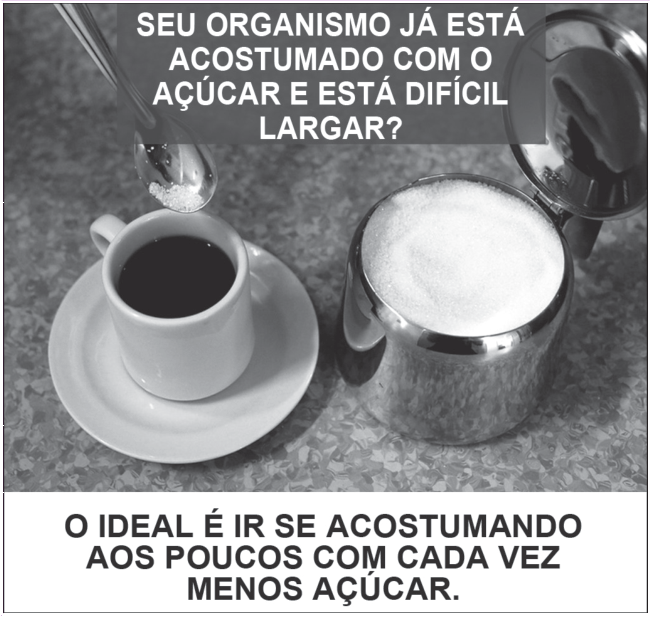 SEU ORGANISMO JÁ ESTÁ
ACOSTUMADO COM O
AÇÚCAR E ESTÁ DIFÍCIL
LARGAR?
O IDEAL É IR SE ACOSTUMANDO
AOS POUCOS COM CADA VEZ
MENOS AÇÚCAR.